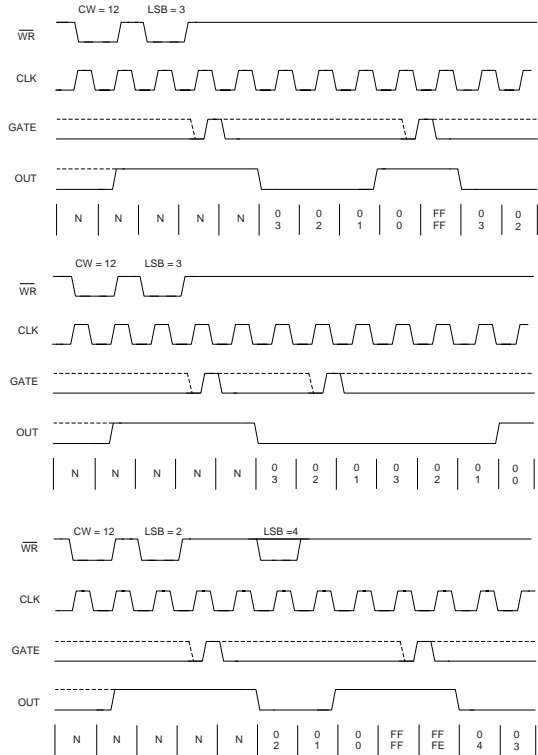 CW = 12 LSB = 3
WR
CLK
GATE
OUT
N N N N N 0 0 0 0 FF 0 0
3 2 1 0 FF 3 2
CW = 12 LSB = 3
WR
CLK
GATE
OUT
N N N N N 0 0 0 0 0 0 0
3 2 1 3 2 1 0
CW = 12 LSB = 2 LSB =4
WR
CLK
GATE
OUT
N N N N N 0 0 0 FF FF 0 0
2 1 0 FF FE 4 3